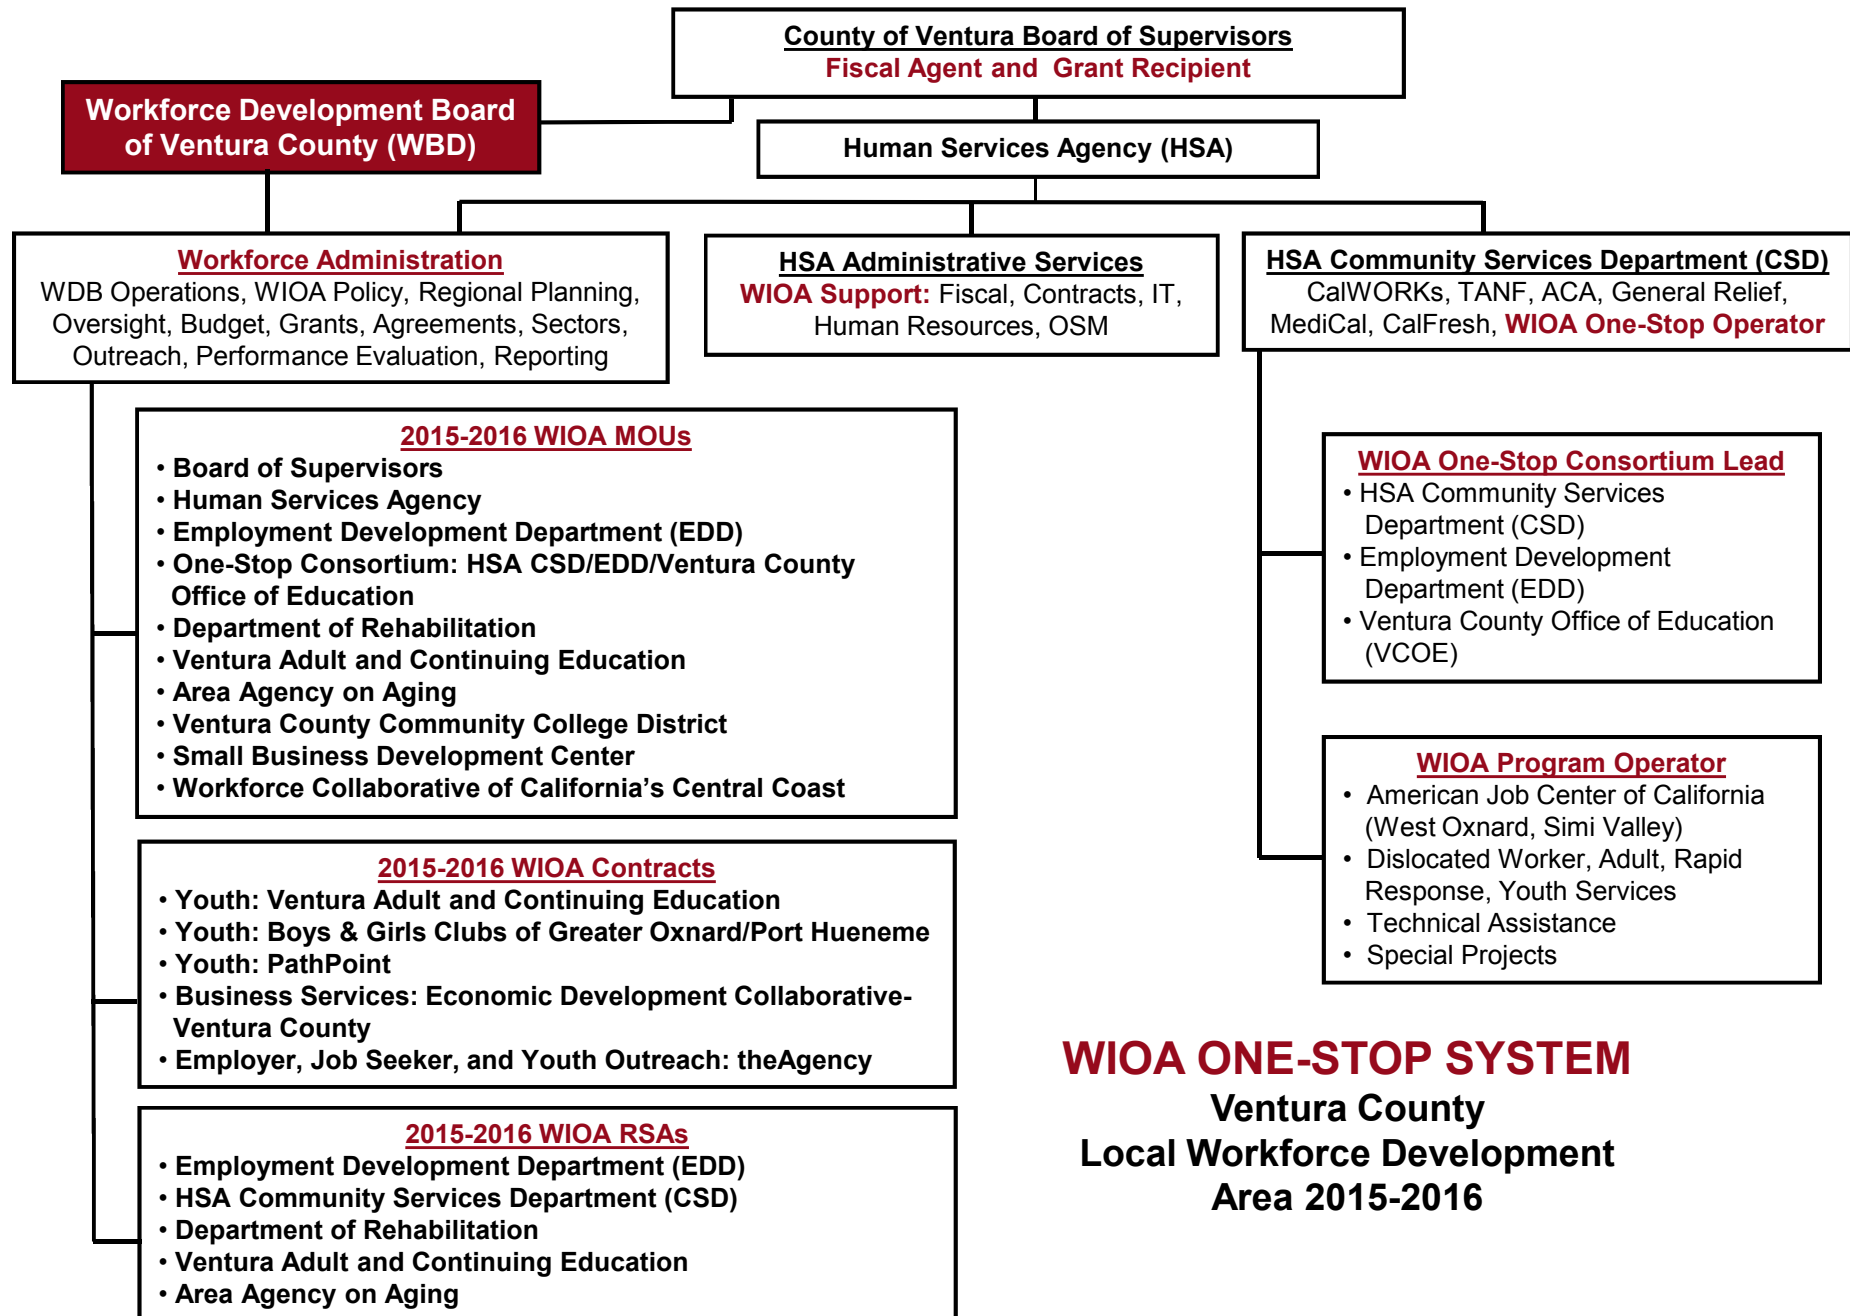 County of Ventura Board of Supervisors
Fiscal Agent and Grant Recipient
Workforce Development Board
of Ventura County (WBD)
Human Services Agency (HSA)
Workforce Administration
WDB Operations, WIOA Policy, Regional Planning,
Oversight, Budget, Grants, Agreements, Sectors,
Outreach, Performance Evaluation, Reporting
HSA Administrative Services
WIOA Support: Fiscal, Contracts, IT,
Human Resources, OSM
HSA Community Services Department (CSD)
CalWORKs, TANF, ACA, General Relief,
MediCal, CalFresh, WIOA One-Stop Operator
2015-2016 WIOA MOUs
• Board of Supervisors
• Human Services Agency
• Employment Development Department (EDD)
• One-Stop Consortium: HSA CSD/EDD/Ventura County
Office of Education
• Department of Rehabilitation
• Ventura Adult and Continuing Education
• Area Agency on Aging
• Ventura County Community College District
• Small Business Development Center
• Workforce Collaborative of California’s Central Coast
WIOA One-Stop Consortium Lead
• HSA Community Services
Department (CSD)
• Employment Development
Department (EDD)
• Ventura County Office of Education
(VCOE)
WIOA Program Operator
• American Job Center of California
(West Oxnard, Simi Valley)
• Dislocated Worker, Adult, Rapid
Response, Youth Services
• Technical Assistance
• Special Projects
2015-2016 WIOA Contracts
• Youth: Ventura Adult and Continuing Education
• Youth: Boys & Girls Clubs of Greater Oxnard/Port Hueneme
• Youth: PathPoint
• Business Services: Economic Development Collaborative-
Ventura County
• Employer, Job Seeker, and Youth Outreach: theAgency
2015-2016 WIOA RSAs
• Employment Development Department (EDD)
• HSA Community Services Department (CSD)
• Department of Rehabilitation
• Ventura Adult and Continuing Education
• Area Agency on Aging
WIOA ONE-STOP SYSTEM
Ventura County
Local Workforce Development
Area 2015-2016